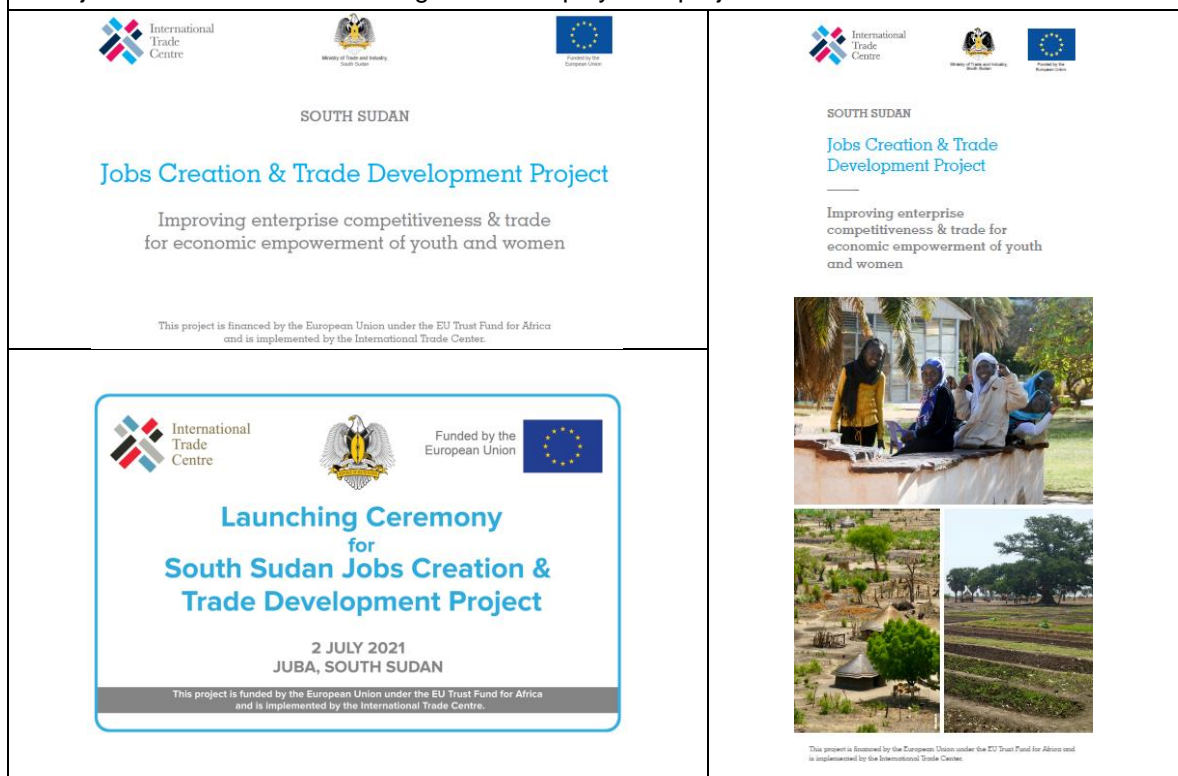 International
Trade
Centre
Ministry of Trade and Industry
South Sudan
Funded by the
European Union
SOUTH SUDAN
Jobs Creation & Trade Development Project
Improving enterprise competitiveness & trade
for economic empowerment of youth and women
This project is financed by the European Union under the EU Trust Fund for Africa
and is implemented by the International Trade Center.
International
Trade
Centre
Funded by the
European Union
Launching Ceremony
for
South Sudan Jobs Creation &
Trade Development Project
2 JULY 2021
JUBA, SOUTH SUDAN
This project is funded by the European Union under the EU Trust Fund for Africa
and is implemented by the International Trade Centre.
International
Trade
Centre
Ministry of Trade and Industry
South Sudan
Funded by the
European Union
SOUTH SUDAN
Jobs Creation & Trade
Development Project
Improving enterprise
competitiveness & trade for
economic empowerment of youth
and women
This project is financed by the European Union under the EU Trust Fund for Africa and
is implemented by the International Trade Center.